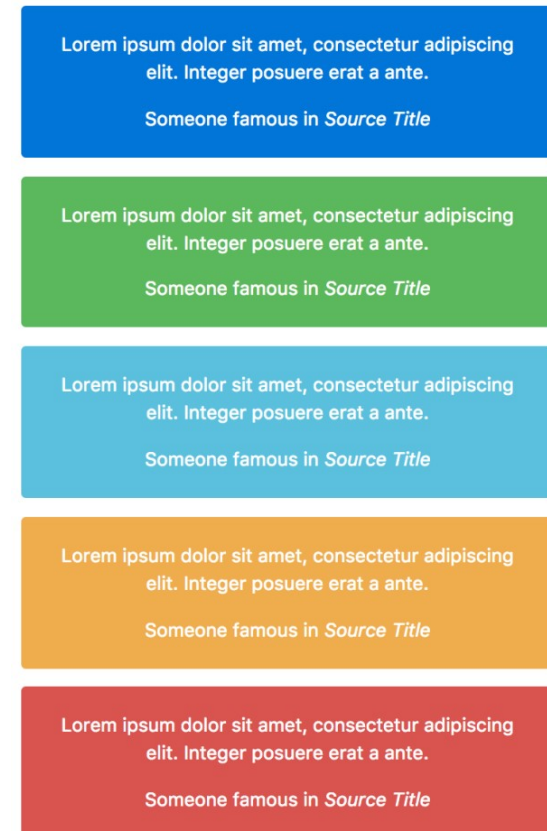 Lorem ipsum dolor sit amet, consectetur adipiscing
elit. Integer posuere erat a ante.
Someone famous in Source Title
Lorem ipsum dolor sit amet, consectetur adipiscing
elit. Integer posuere erat a ante.
Someone famous in Source Title
Lorem ipsum dolor sit amet, consectetur adipiscing
elit. Integer posuere erat a ante.
Someone famous in Source Title
Lorem ipsum dolor sit amet, consectetur adipiscing
elit. Integer posuere erat a ante.
Someone famous in Source Title
Lorem ipsum dolor sit amet, consectetur adipiscing
elit. Integer posuere erat a ante.
Someone famous in Source Title